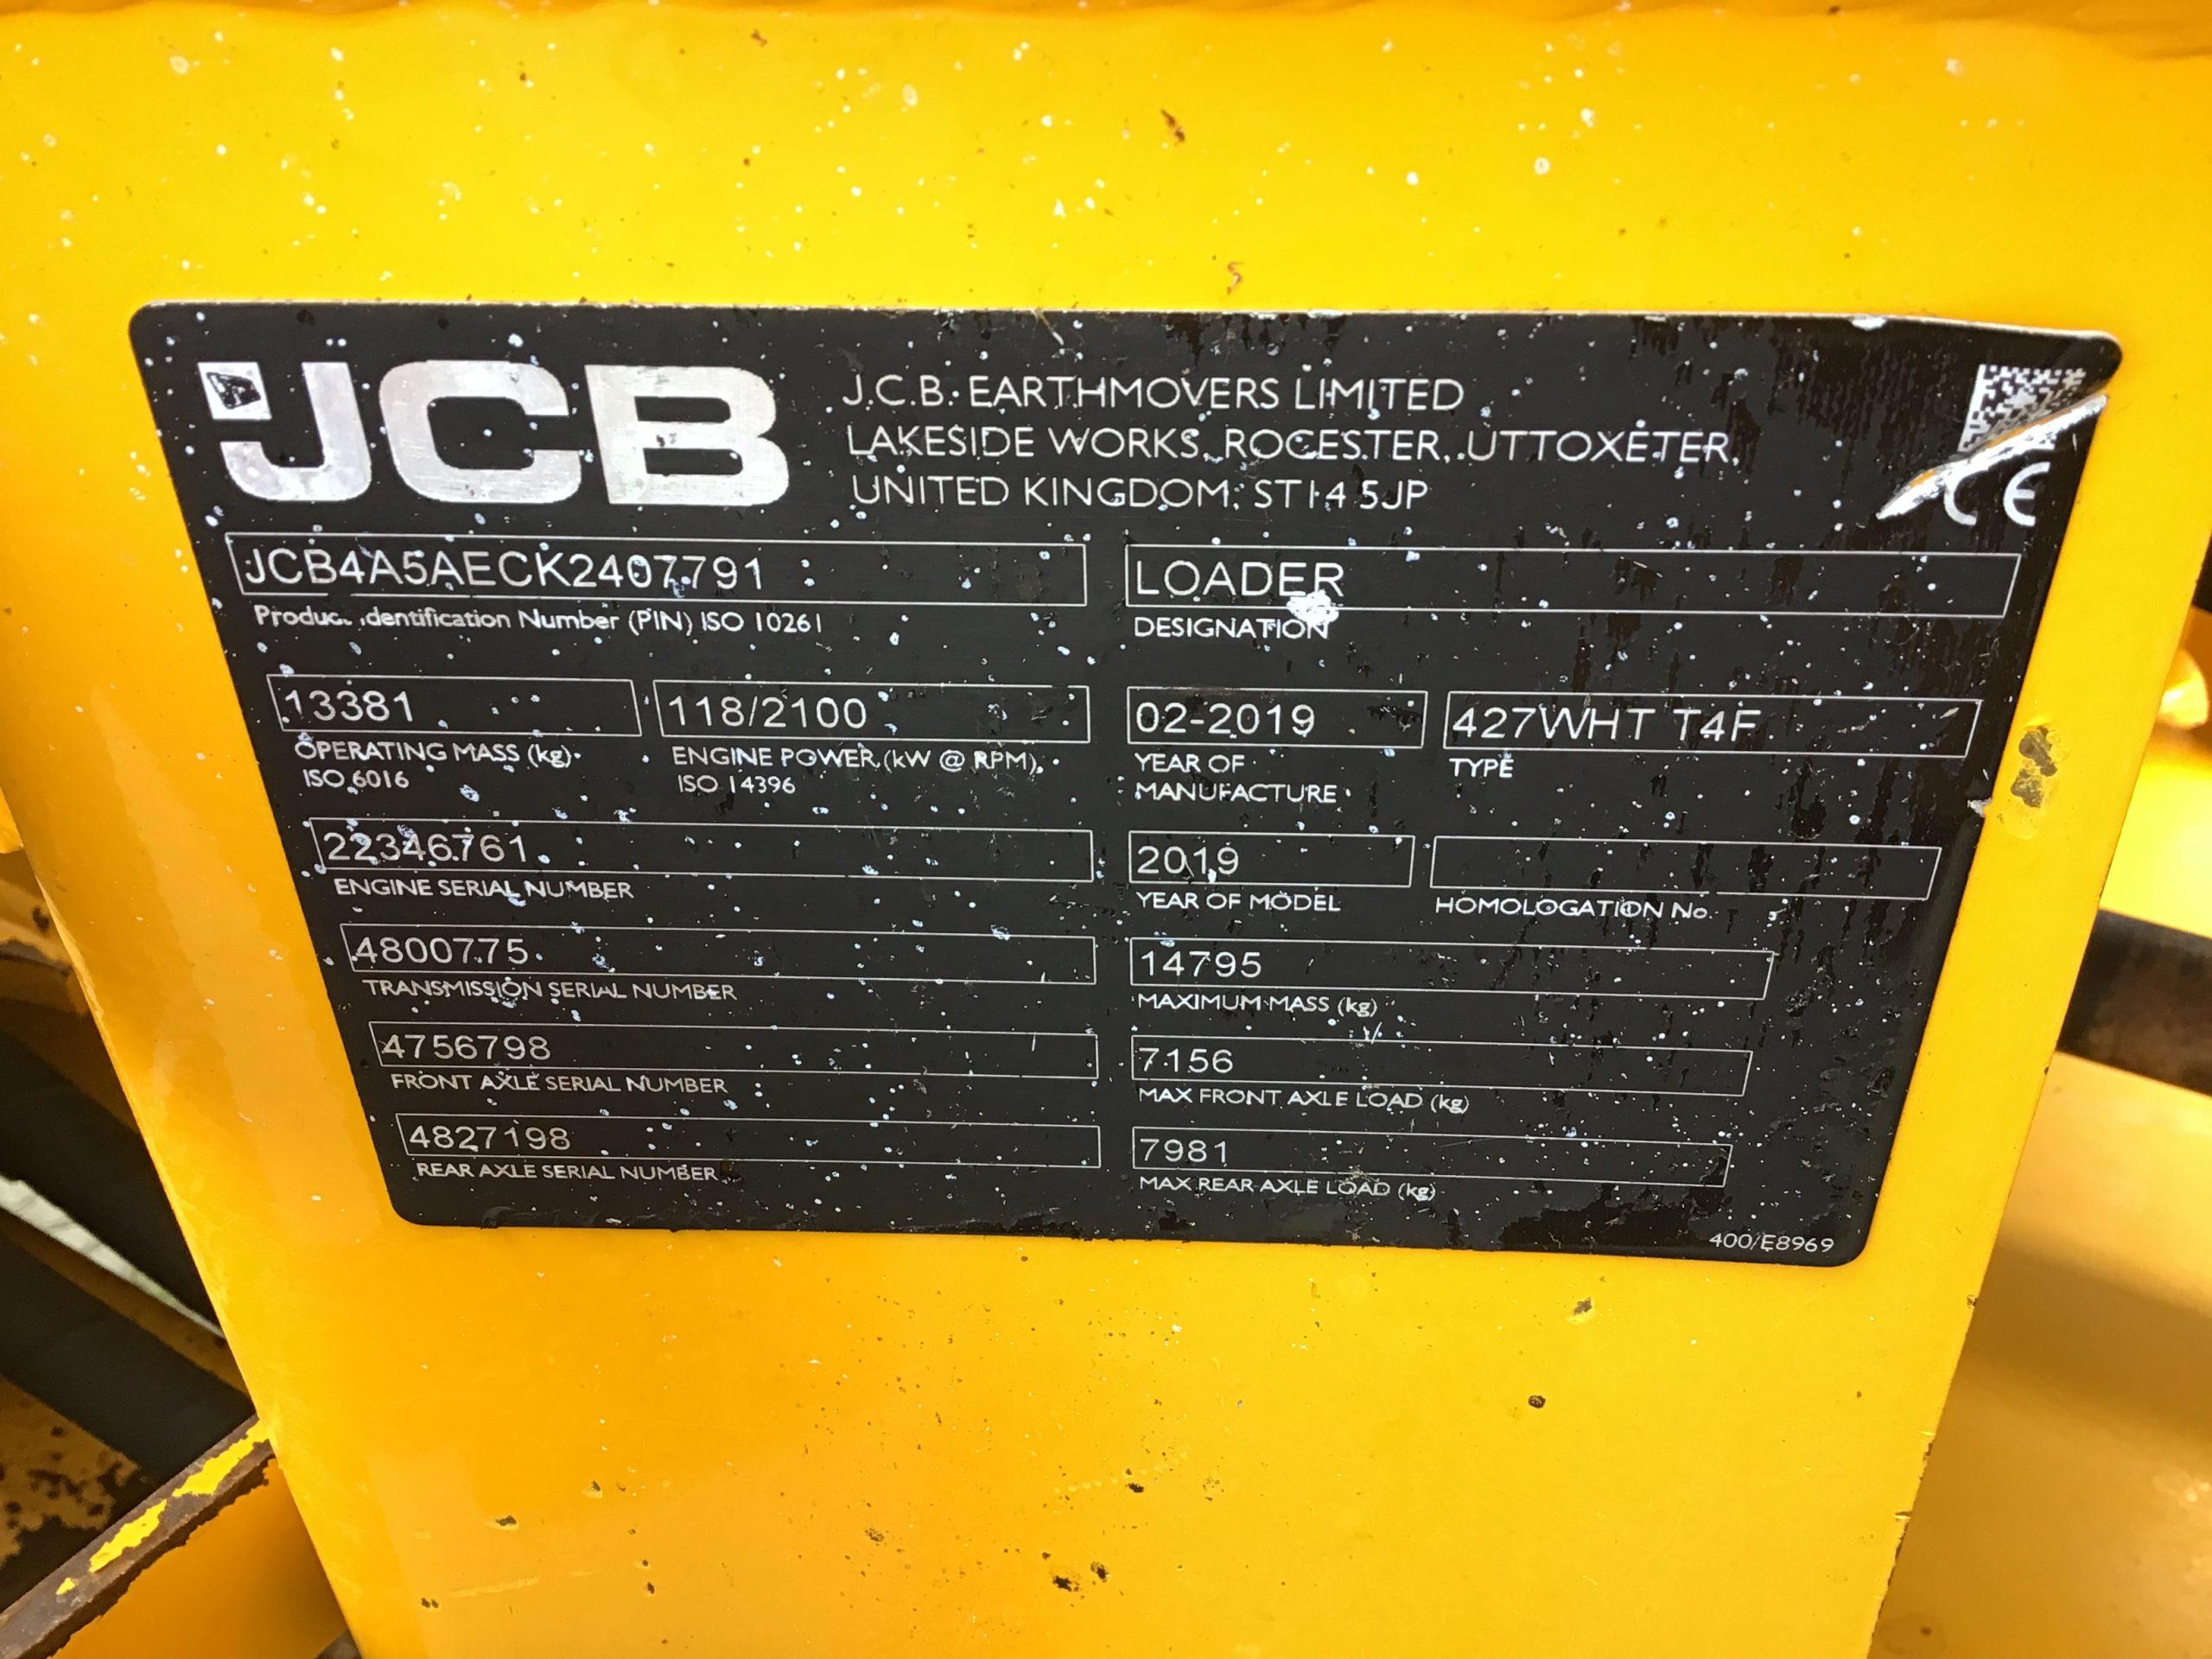 JCB
J.C.B. EARTHMOVERS LIMITED
LAKESIDE WORKS, ROCESTER, UTTOXETER,
UNITED KINGDOM, ST14 5JP
CE
JCB4A5AECK2407791
Product Identification Number (PIN) ISO 10261
LOADER
DESIGNATION
13381
OPERATING MASS (kg)
ISO 6016
118/2100
ENGINE POWER (kW @ RPM)
ISO 14396
02-2019
YEAR OF
MANUFACTURE
427WHT T4F
TYPE
22346761
ENGINE SERIAL NUMBER
2019
YEAR OF MODEL
HOMOLOGATION No.
4800775
TRANSMISSION SERIAL NUMBER
14795
MAXIMUM MASS (kg)
4756798
FRONT AXLE SERIAL NUMBER
7156
MAX FRONT AXLE LOAD (kg)
4827198
REAR AXLE SERIAL NUMBER
7981
MAX REAR AXLE LOAD (kg)
400/E8969